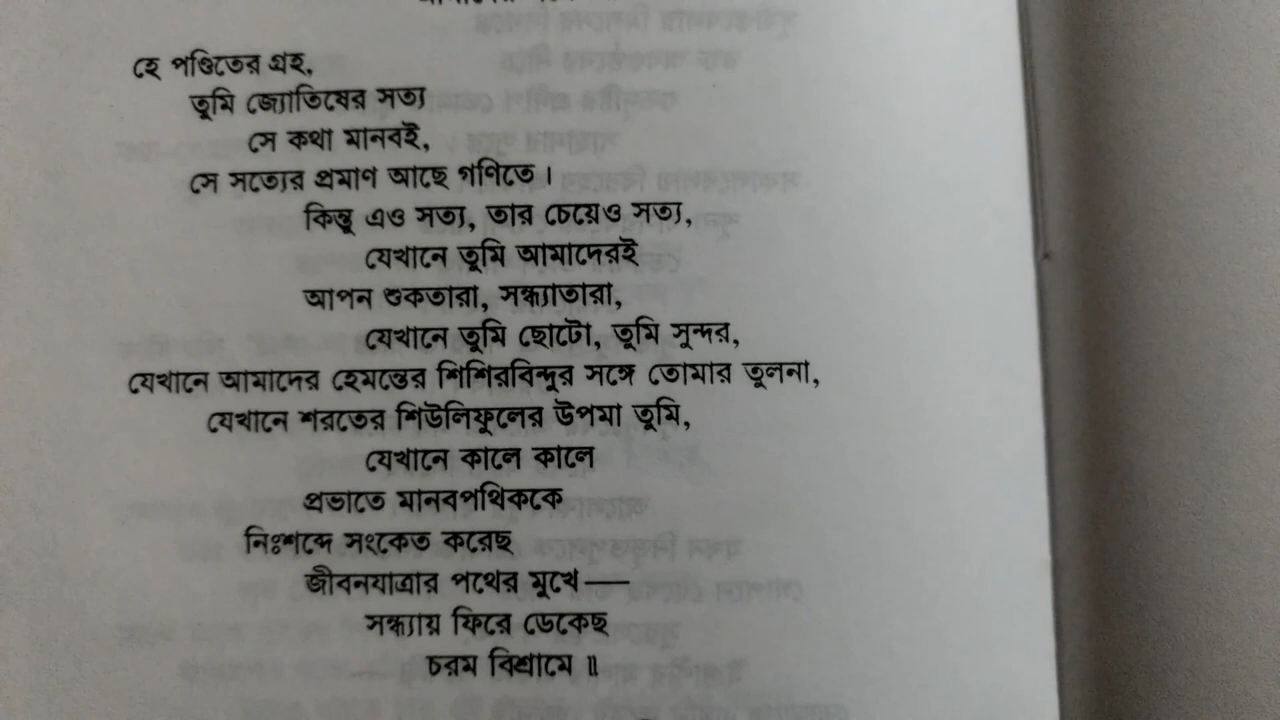 হে পণ্ডিতের গ্রহ,
তুমি জ্যোতিষের সত্য
সে কথা মানবই,
সে সত্যের প্রমাণ আছে গণিতে।
কিন্তু এও সত্য, তার চেয়েও সত্য,
যেখানে তুমি আমাদেরই
আপন শুকতারা, সন্ধ্যাতারা,
যেখানে তুমি ছোটো, তুমি সুন্দর,
যেখানে আমাদের হেমন্তের শিশিরবিন্দুর সঙ্গে তোমার তুলনা,
যেখানে শরতের শিউলিফুলের উপমা তুমি,
যেখানে কালে কালে
প্রভাতে মানবপথিককে
নিঃশব্দে সংকেত করেছ
জীবনযাত্রার পথের মুখে—
সন্ধ্যায় ফিরে ডেকেছ
চরম বিশ্রামে॥